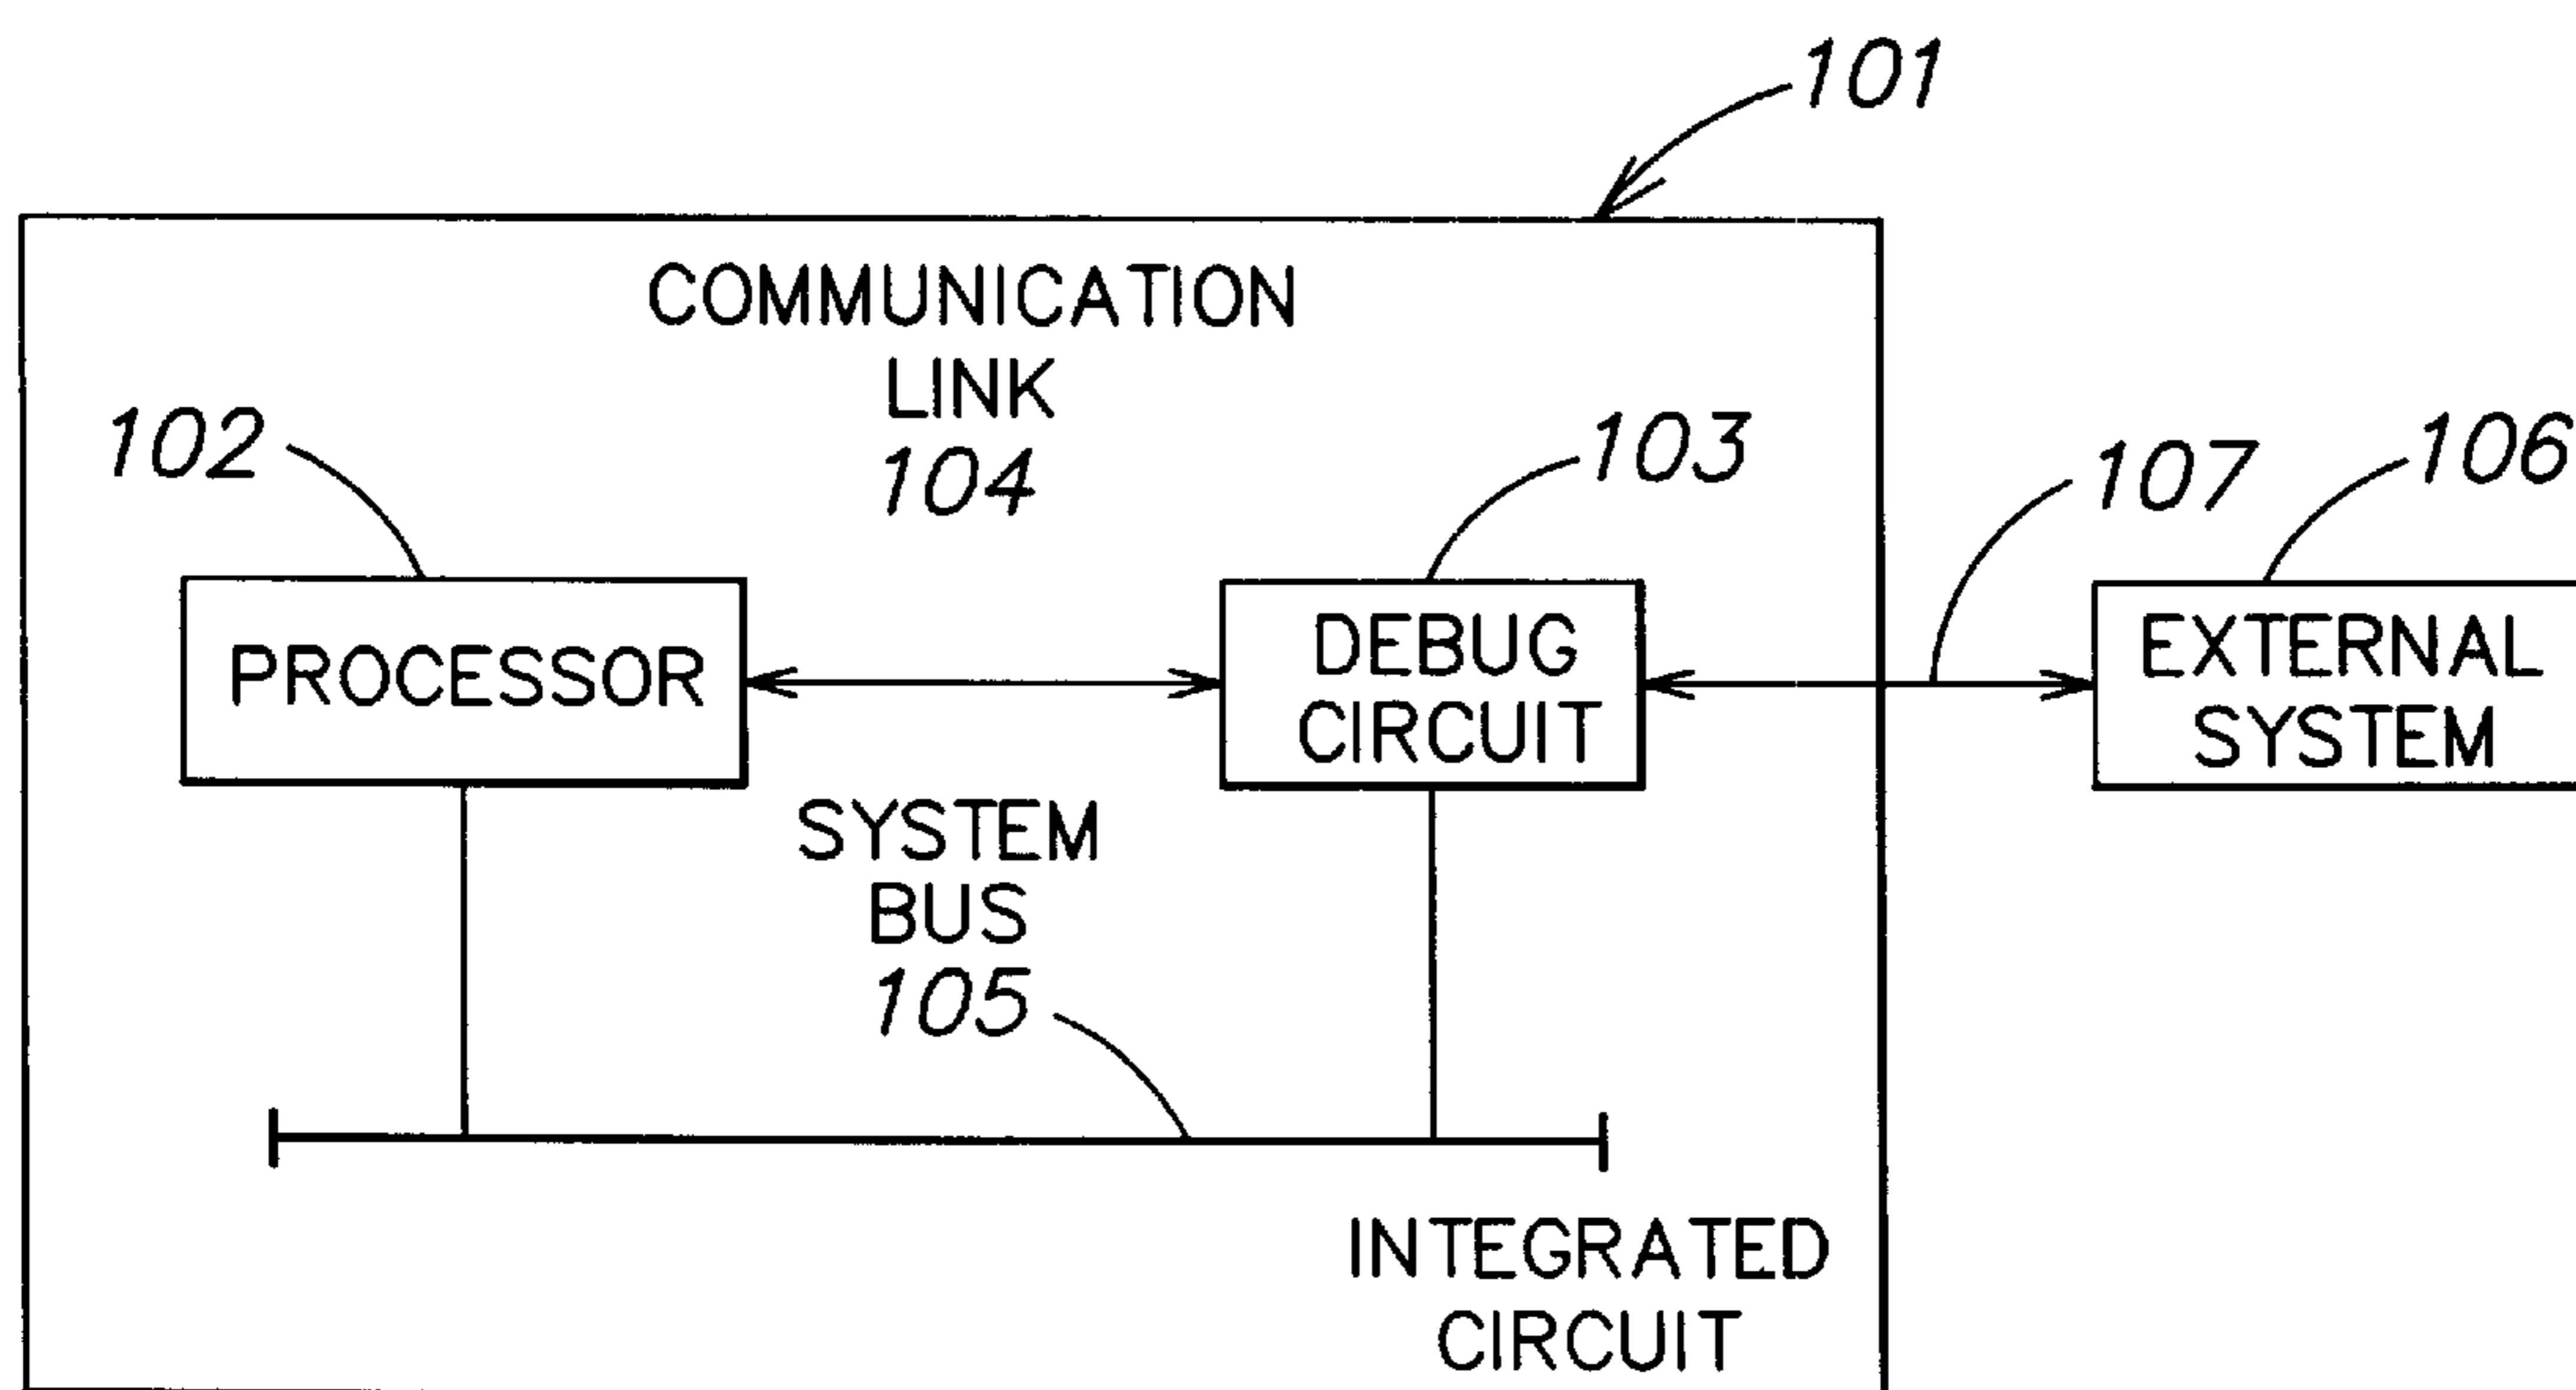 101
COMMUNICATION
LINK
104
102
103
107
106
PROCESSOR
DEBUG
CIRCUIT
EXTERNAL
SYSTEM
SYSTEM
BUS
105
INTEGRATED
CIRCUIT